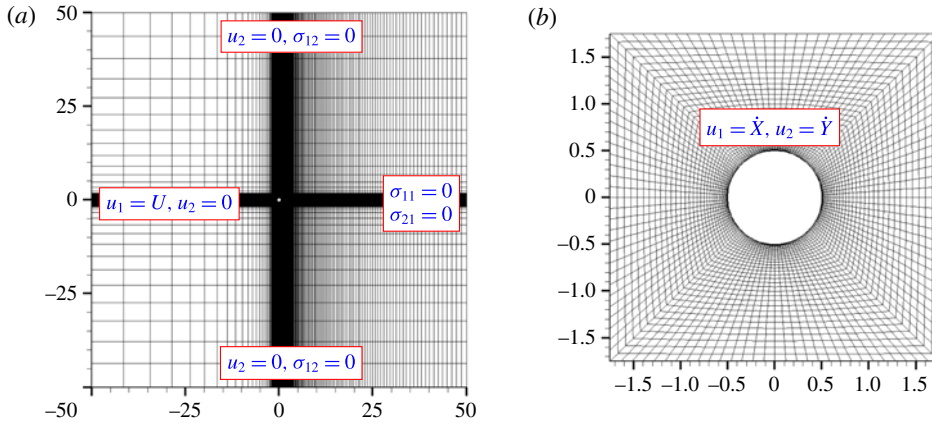 (a)
50
u₂ = 0, σ₁₂ = 0
25
0
u₁ = U, u₂ = 0
σ₁₁ = 0
σ₂₁ = 0
−25
u₂ = 0, σ₁₂ = 0
−50 −25 0 25 50
(b)
1.5
1.0
u₁ = Ẋ, u₂ = Ẏ
0.5
0
−0.5
−1.0
−1.5
−1.5 −1.0 −0.5 0 0.5 1.0 1.5